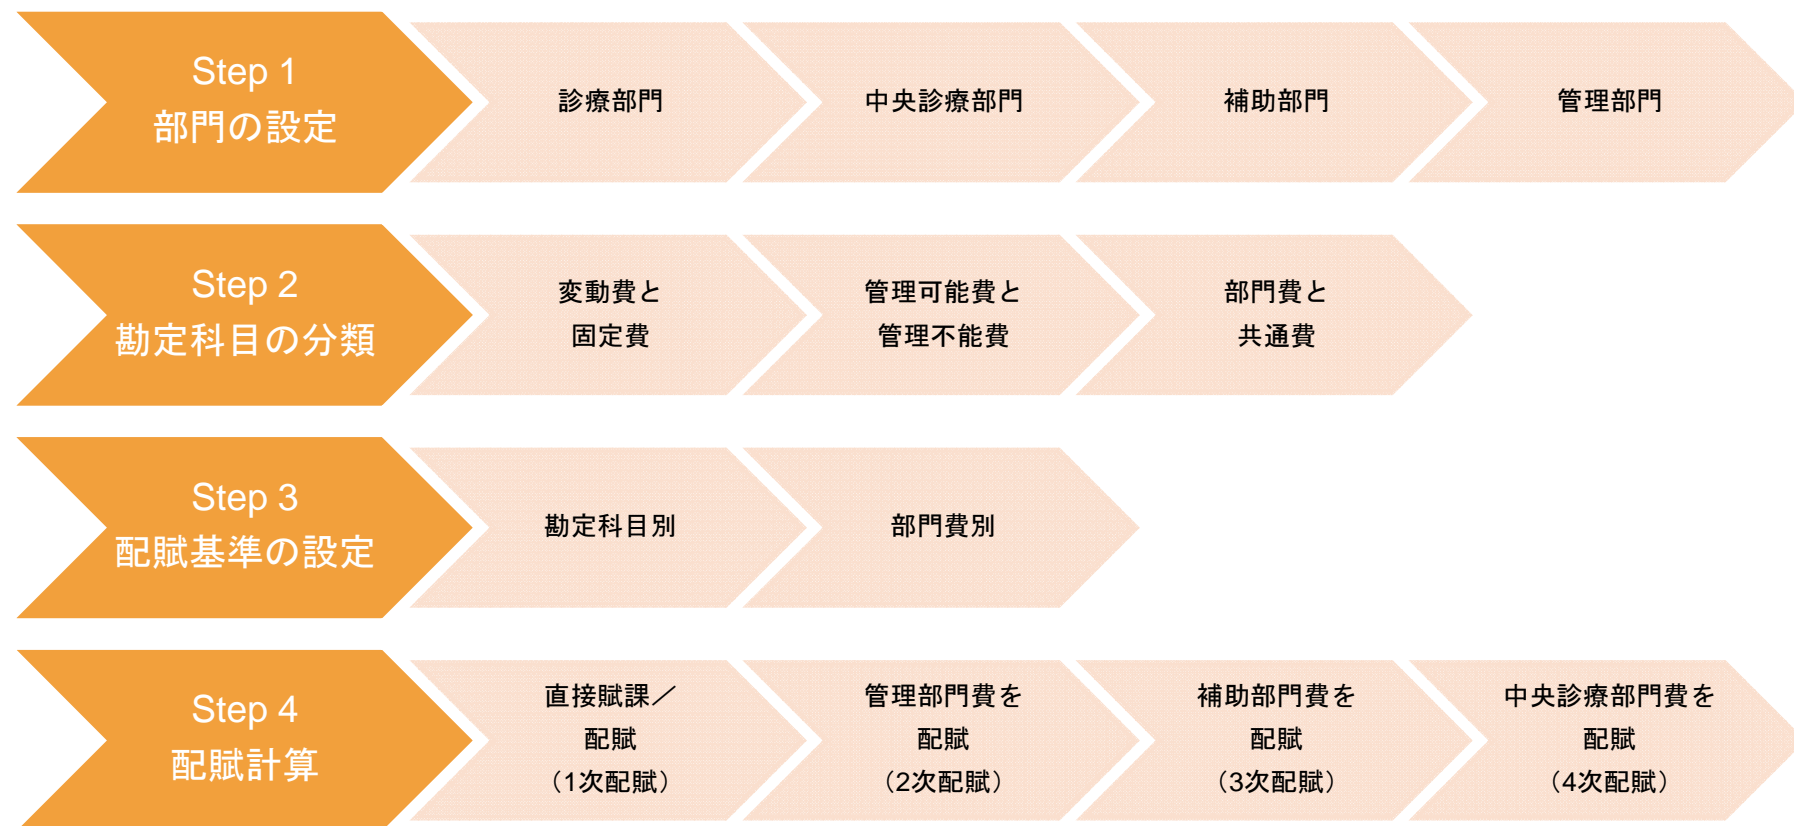 Step 1
部門の設定
診療部門
中央診療部門
補助部門
管理部門
Step 2
勘定科目の分類
変動費と
固定費
管理可能費と
管理不能費
部門費と
共通費
Step 3
配賦基準の設定
勘定科目別
部門費別
Step 4
配賦計算
直接賦課／
配賦
（1次配賦）
管理部門費を
配賦
（2次配賦）
補助部門費を
配賦
（3次配賦）
中央診療部門費を
配賦
（4次配賦）